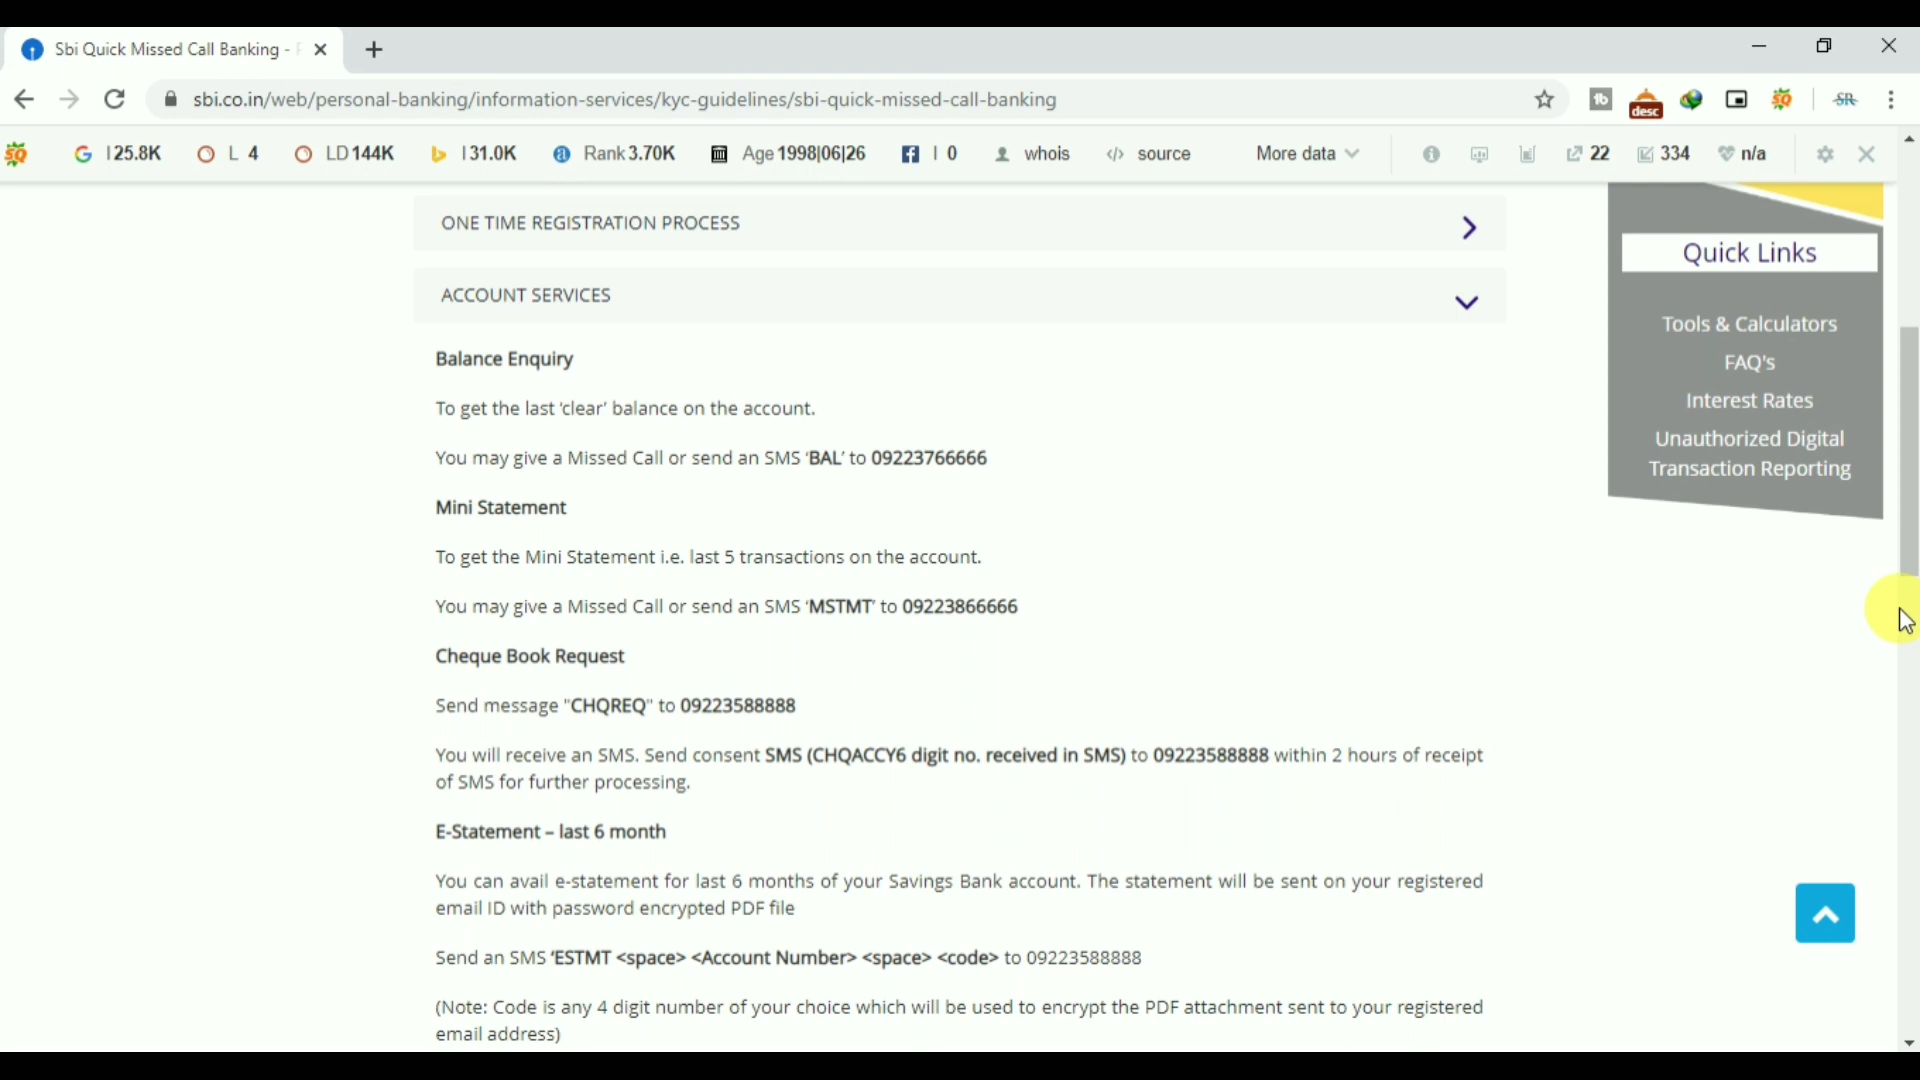 Sbi Quick Missed Call Banking -
sbi.co.in/web/personal-banking/information-services/kyc-guidelines/sbi-quick-missed-call-banking
desc
SQ I 25.8K L 4 LD 144K I 31.0K Rank 3.70K Age 1998|06|26 I 0 whois source More data 22 334 n/a
ONE TIME REGISTRATION PROCESS
ACCOUNT SERVICES
Balance Enquiry
To get the last 'clear' balance on the account.
You may give a Missed Call or send an SMS 'BAL' to 09223766666
Mini Statement
To get the Mini Statement i.e. last 5 transactions on the account.
You may give a Missed Call or send an SMS 'MSTMT' to 09223866666
Cheque Book Request
Send message "CHQREQ" to 09223588888
You will receive an SMS. Send consent SMS (CHQACCY6 digit no. received in SMS) to 09223588888 within 2 hours of receipt
of SMS for further processing.
E-Statement – last 6 month
You can avail e-statement for last 6 months of your Savings Bank account. The statement will be sent on your registered
email ID with password encrypted PDF file
Send an SMS 'ESTMT <space> <Account Number> <space> <code> to 09223588888
(Note: Code is any 4 digit number of your choice which will be used to encrypt the PDF attachment sent to your registered
email address)
Quick Links
Tools & Calculators
FAQ's
Interest Rates
Unauthorized Digital
Transaction Reporting